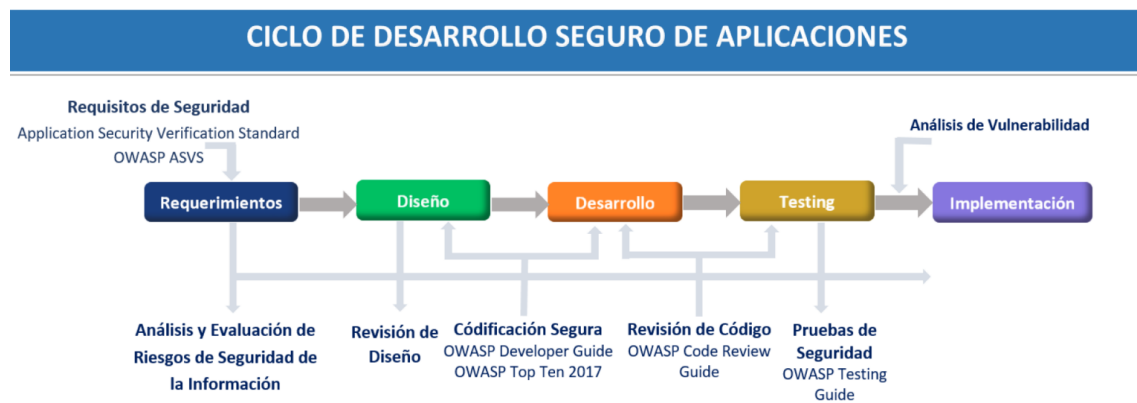 CICLO DE DESARROLLO SEGURO DE APLICACIONES
Requisitos de Seguridad
Application Security Verification Standard
OWASP ASVS
Análisis de Vulnerabilidad
Requerimientos
Diseño
Desarrollo
Testing
Implementación
Análisis y Evaluación de
Riesgos de Seguridad de
la Información
Revisión de
Diseño
Códificación Segura
OWASP Developer Guide
OWASP Top Ten 2017
Revisión de Código
OWASP Code Review
Guide
Pruebas de
Seguridad
OWASP Testing
Guide